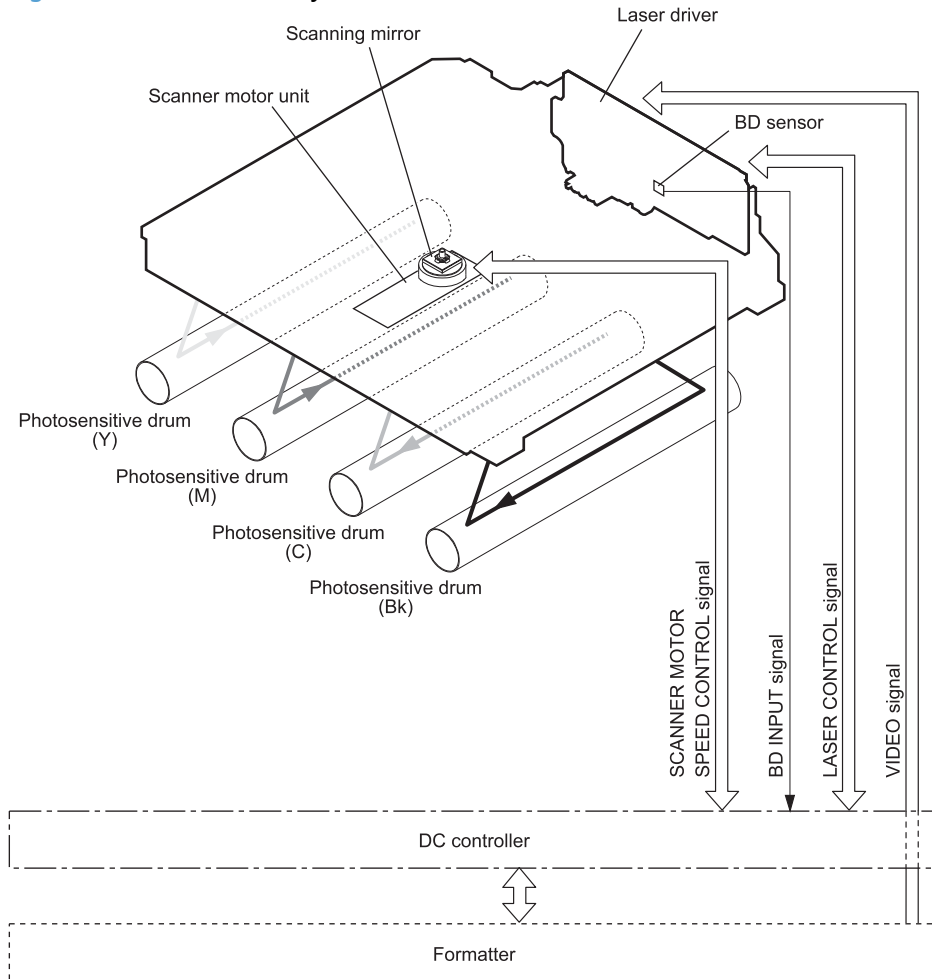 Laser driver
Scanning mirror
Scanner motor unit
BD sensor
Photosensitive drum
(Y)
Photosensitive drum
(M)
Photosensitive drum
(C)
Photosensitive drum
(Bk)
SCANNER MOTOR
SPEED CONTROL signal
BD INPUT signal
LASER CONTROL signal
VIDEO signal
DC controller
Formatter